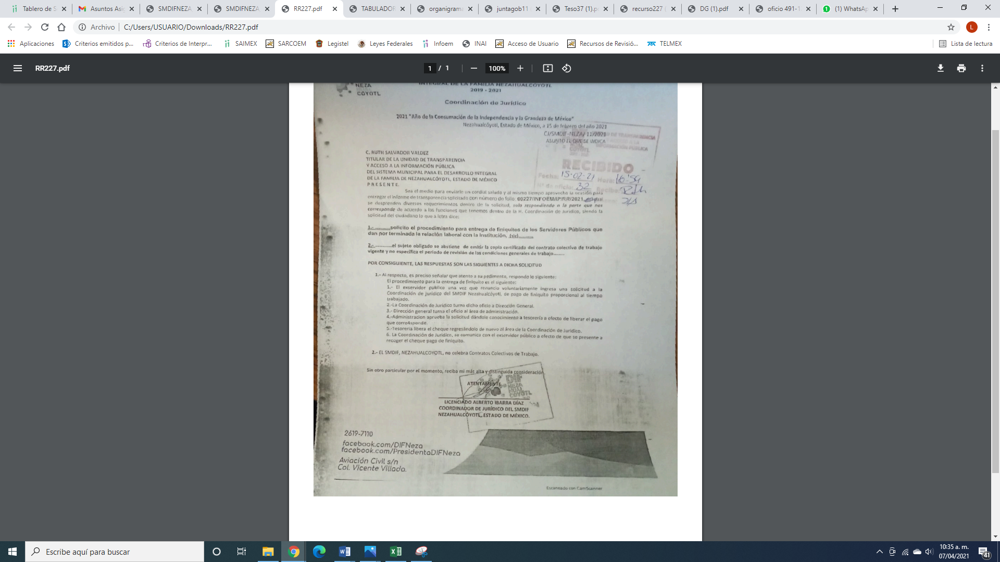 Tablero de S
Asuntos Asig
SMDIFNEZA
SMDIFNEZA
RR227.pdf
TABULADOR
organigrama
juntagob11
Teso37 (1).p
recurso227
DG (1).pdf
oficio 491-1
(1) WhatsAp
Archivo
C:/Users/USUARIO/Downloads/RR227.pdf
L
Aplicaciones
Criterios emitidos p...
Criterios de Interpr...
SAIMEX
SARCOEM
Legistel
Leyes Federales
Infoem
INAI
Acceso de Usuario
Recursos de Revisió...
TELMEX
Lista de lectura
RR227.pdf
1 / 1
100%
NEZA
COYOTL
INTEGRAL DE LA FAMILIA NEZAHUALCOYOTL
2019 - 2021
Coordinación de Jurídico
2021 "Año de la Consumación de la Independencia y la Grandeza de México"
Nezahualcóyotl, Estado de México, a 15 de febrero del año 2021
CJ/SMDIF-NEZA/ 11/2021
ASUNTO EL QUE SE INDICA
INFORMACIÓN PÚBLICA
C. RUTH SALVADOR VALDEZ
TITULAR DE LA UNIDAD DE TRANSPARENCIA
Y ACCESO A LA INFORMACIÓN PÚBLICA
DEL SISTEMA MUNICIPAL PARA EL DESARROLLO INTEGRAL
DE LA FAMILIA DE NEZAHUALCÓYOTL, ESTADO DE MÉXICO
P R E S E N T E.
RECIBIDO
Fecha: 15-02-21 Hora: 16:54
N° de oficio: 32 Recibe:
Sea el medio para enviarle un cordial saludo y al mismo tiempo aprovecho la ocasión para
entregar el informe de transparencia solicitado con número de folio: 00227/INFOEM/IP/RR/2021,
se desprenden diversos requerimientos dentro de la solicitud, solo respondiendo a la parte que nos
corresponde de acuerdo a las funciones que tenemos dentro de la H. Coordinación de Jurídico, siendo la
solicitud del ciudadano lo que a letra dice:
1.- ............solicito el procedimiento para entrega de finiquitos de los Servidores Públicos que
dan por terminada la relación laboral con la Institución, (sic)..........
2.- .............el sujeto obligado se abstiene de emitir la copia certificada del contrato colectivo de trabajo
vigente y no especifica el periodo de revisión de las condiciones generales de trabajo.........
POR CONSIGUIENTE, LAS RESPUESTAS SON LAS SIGUIENTES A DICHA SOLICITUD
1.- Al respecto, es preciso señalar que atento a su pedimento, respondo lo siguiente:
El procedimiento para la entrega de finiquito es el siguiente:
1.- El exservidor publico una vez que renuncio voluntariamente ingresa una solicitud a la
Coordinación de jurídico del SMDIF Nezahualcóyotl, de pago de finiquito proporcional al tiempo
trabajado.
2.-La Coordinación de Jurídico turna dicho oficio a Dirección General.
3.- Dirección general turna el oficio al área de administración.
4.-Administracion aprueba la solicitud dándole conocimiento a tesorería a efecto de liberar el pago
que corre4sponde.
5.-Tesoreria libera el cheque regresándolo de nuevo al área de la Coordinación de Jurídico.
6. La Coordinación de Jurídico, se comunica con el exservidor público a efecto de que se presente a
recoger el cheque pago de finiquito.
2.- EL SMDIF, NEZAHUALCOYOTL, no celebra Contratos Colectivos de Trabajo.
Sin otro particular por el momento, reciba mi más alta y distinguida consideración.
ATENTAMENTE
DIF
NEZA
HUAL
COYOTL
LICENCIADO ALBERTO IBARRA DÍAZ
COORDINADOR DE JURÍDICO DEL SMDIF
NEZAHUALCÓYOTL, ESTADO DE MÉXICO.
2619-7110
facebook.com/DIFNeza
facebook.com/PresidentaDIFNeza
Aviación Civil s/n
Col. Vicente Villada.
Escaneado con CamScanner
Escribe aquí para buscar
10:35 a. m.
07/04/2021
41